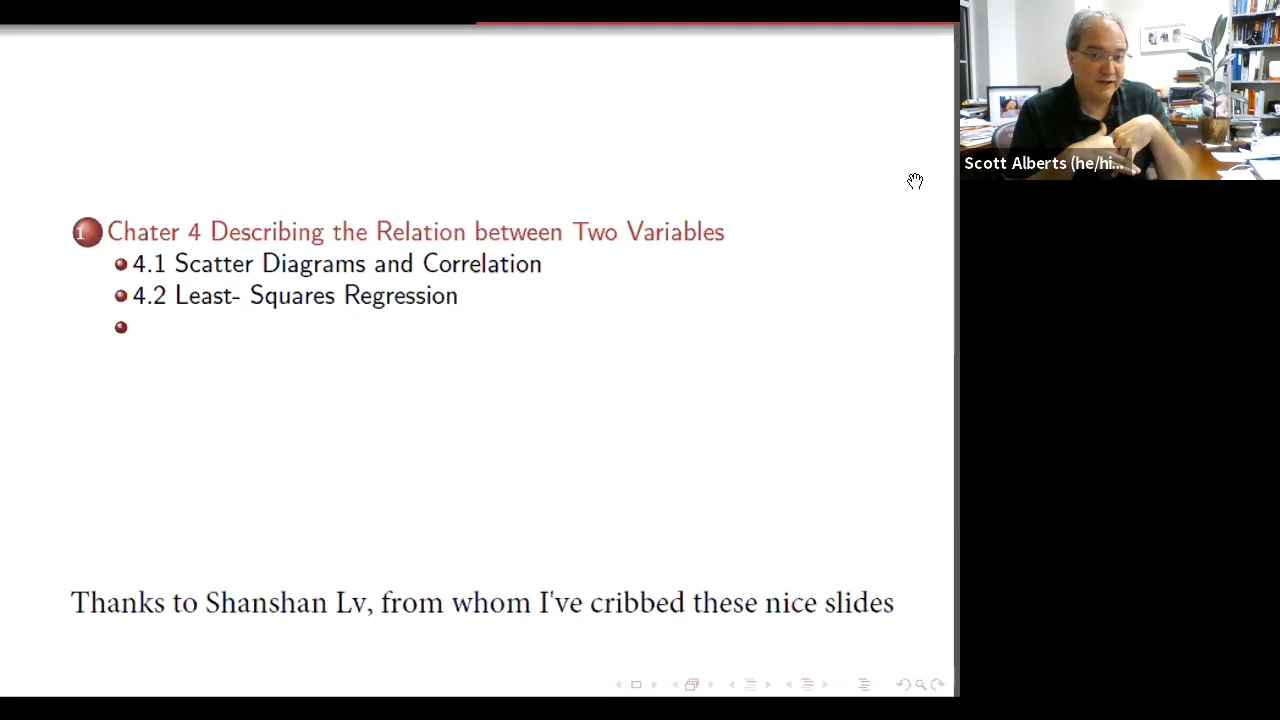 Scott Alberts (he/hi...
1 Chater 4 Describing the Relation between Two Variables
4.1 Scatter Diagrams and Correlation
4.2 Least- Squares Regression
Thanks to Shanshan Lv, from whom I've cribbed these nice slides